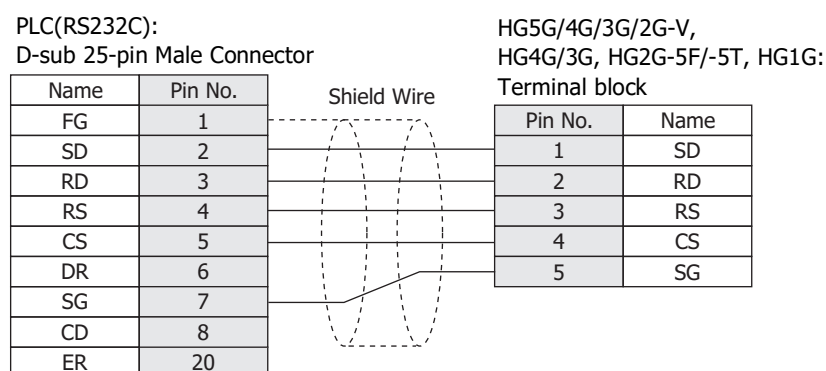 PLC(RS232C):
D-sub 25-pin Male Connector
HG5G/4G/3G/2G-V,
HG4G/3G, HG2G-5F/-5T, HG1G:
Terminal block
Shield Wire
Name Pin No.
FG 1
SD 2
RD 3
RS 4
CS 5
DR 6
SG 7
CD 8
ER 20
Pin No. Name
1 SD
2 RD
3 RS
4 CS
5 SG